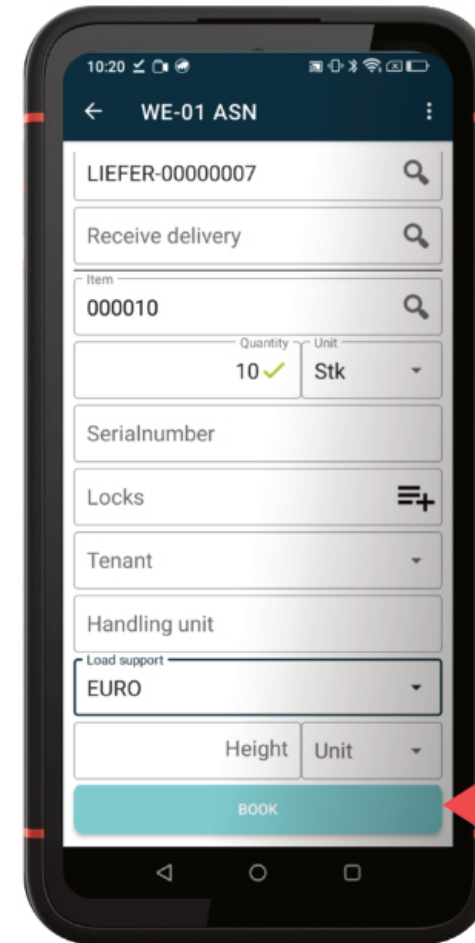 10:20
WE-01 ASN
LIEFER-00000007
Receive delivery
Item
000010
Quantity Unit
10 Stk
Serialnumber
Locks
Tenant
Handling unit
Load support
EURO
Height Unit
BOOK